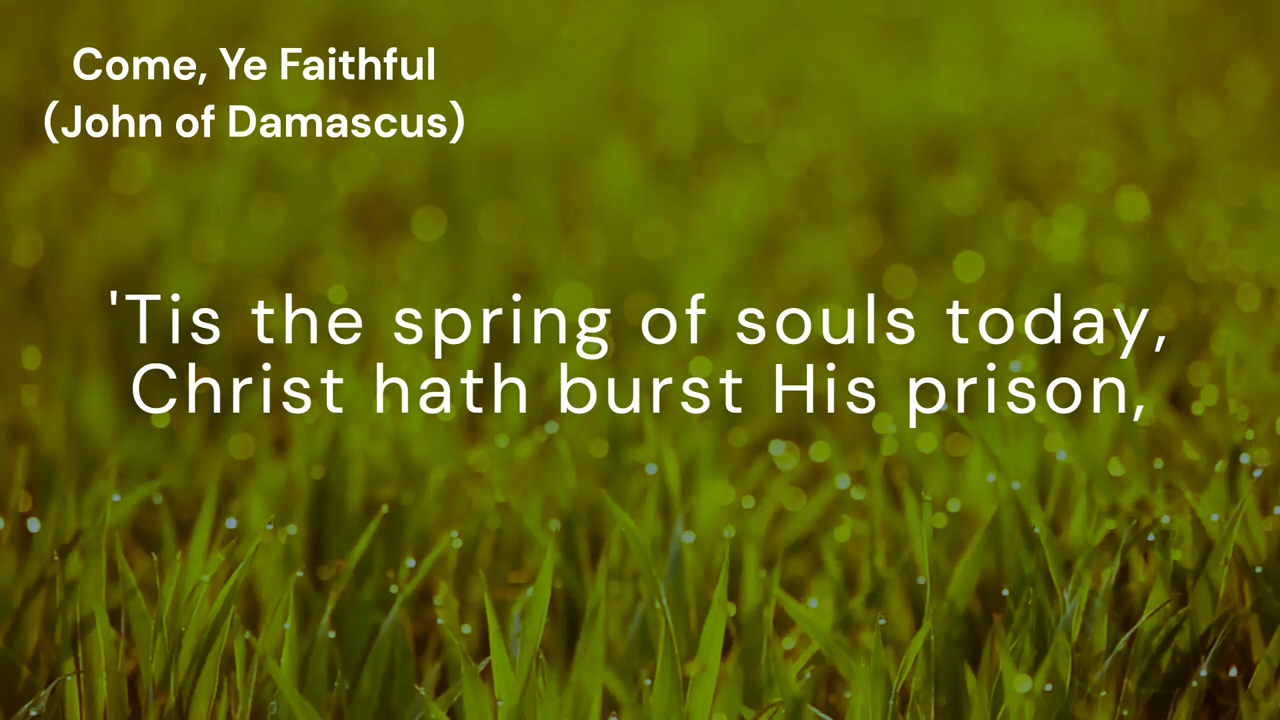 Come, Ye Faithful
(John of Damascus)
'Tis the spring of souls today,
Christ hath burst His prison,